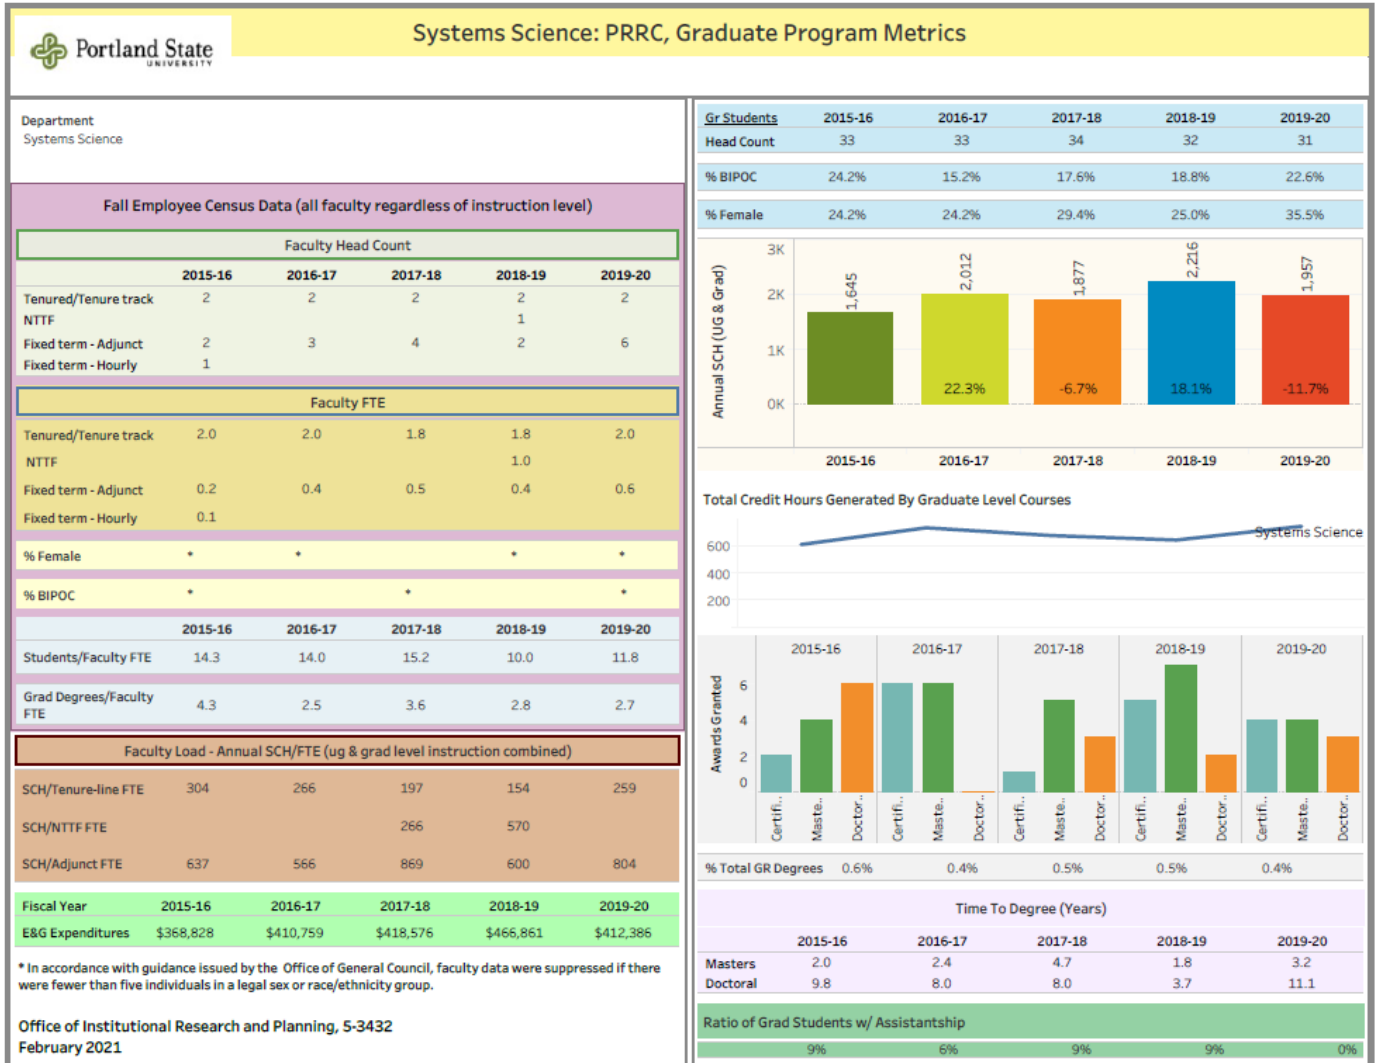 Portland State
UNIVERSITY
Systems Science: PRRC, Graduate Program Metrics
Department
Systems Science
Fall Employee Census Data (all faculty regardless of instruction level)
Faculty Head Count
2015-16 2016-17 2017-18 2018-19 2019-20
Tenured/Tenure track 2 2 2 2 2
NTTF 1
Fixed term - Adjunct 2 3 4 2 6
Fixed term - Hourly 1
Faculty FTE
Tenured/Tenure track 2.0 2.0 1.8 1.8 2.0
NTTF 1.0
Fixed term - Adjunct 0.2 0.4 0.5 0.4 0.6
Fixed term - Hourly 0.1
% Female * * * *
% BIPOC * * *
2015-16 2016-17 2017-18 2018-19 2019-20
Students/Faculty FTE 14.3 14.0 15.2 10.0 11.8
Grad Degrees/Faculty
FTE 4.3 2.5 3.6 2.8 2.7
Faculty Load - Annual SCH/FTE (ug & grad level instruction combined)
SCH/Tenure-line FTE 304 266 197 154 259
SCH/NTTF FTE 266 570
SCH/Adjunct FTE 637 566 869 600 804
Fiscal Year 2015-16 2016-17 2017-18 2018-19 2019-20
E&G Expenditures $368,828 $410,759 $418,576 $466,861 $412,386
* In accordance with guidance issued by the Office of General Council, faculty data were suppressed if there
were fewer than five individuals in a legal sex or race/ethnicity group.
Office of Institutional Research and Planning, 5-3432
February 2021
Gr Students 2015-16 2016-17 2017-18 2018-19 2019-20
Head Count 33 33 34 32 31
% BIPOC 24.2% 15.2% 17.6% 18.8% 22.6%
% Female 24.2% 24.2% 29.4% 25.0% 35.5%
Annual SCH (UG & Grad)
3K
2K
1K
0K
1,645 2,012 1,877 2,216 1,957
22.3% -6.7% 18.1% -11.7%
2015-16 2016-17 2017-18 2018-19 2019-20
Total Credit Hours Generated By Graduate Level Courses
600
400
200
Systems Science
2015-16 2016-17 2017-18 2018-19 2019-20
Awards Granted
6
4
2
0
Certifi.. Maste.. Doctor.. Certifi.. Maste.. Doctor.. Certifi.. Maste.. Doctor.. Certifi.. Maste.. Doctor.. Certifi.. Maste.. Doctor..
% Total GR Degrees 0.6% 0.4% 0.5% 0.5% 0.4%
Time To Degree (Years)
2015-16 2016-17 2017-18 2018-19 2019-20
Masters 2.0 2.4 4.7 1.8 3.2
Doctoral 9.8 8.0 8.0 3.7 11.1
Ratio of Grad Students w/ Assistantship
9% 6% 9% 9% 0%